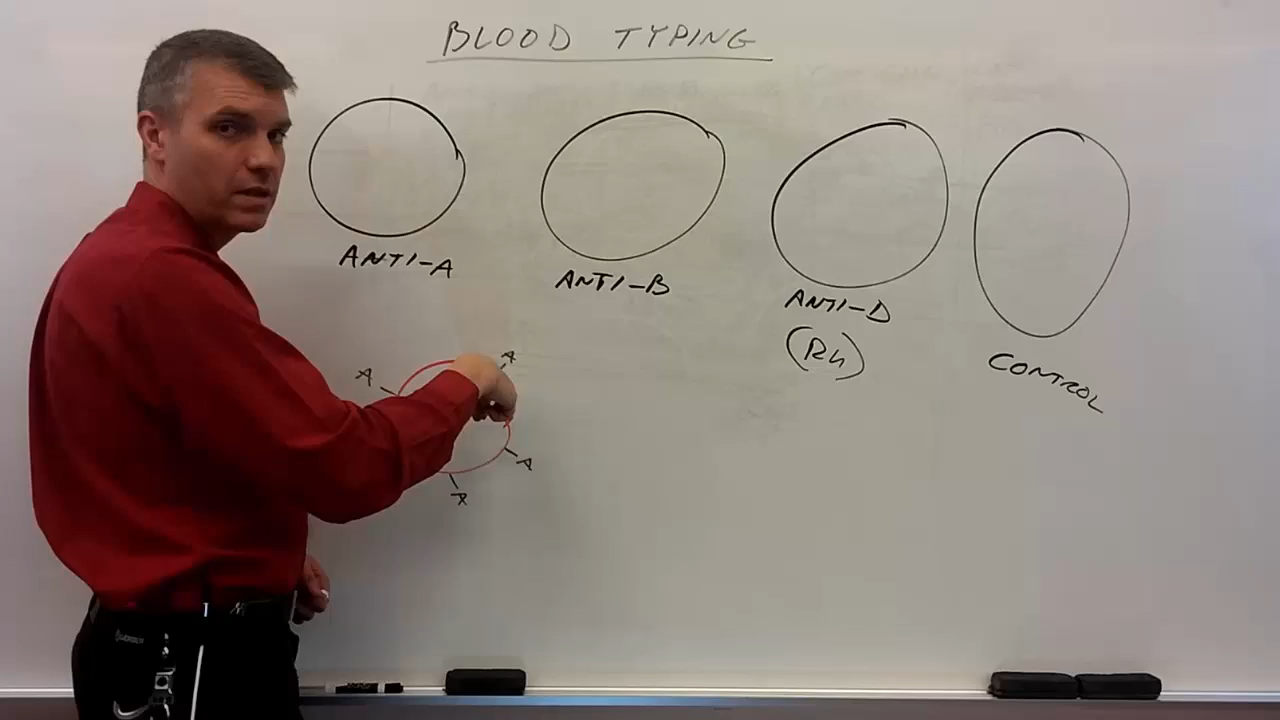 BLOOD TYPING
ANTI-A
ANTI-B
ANTI-D
(Rh)
CONTROL
A
A
A
A